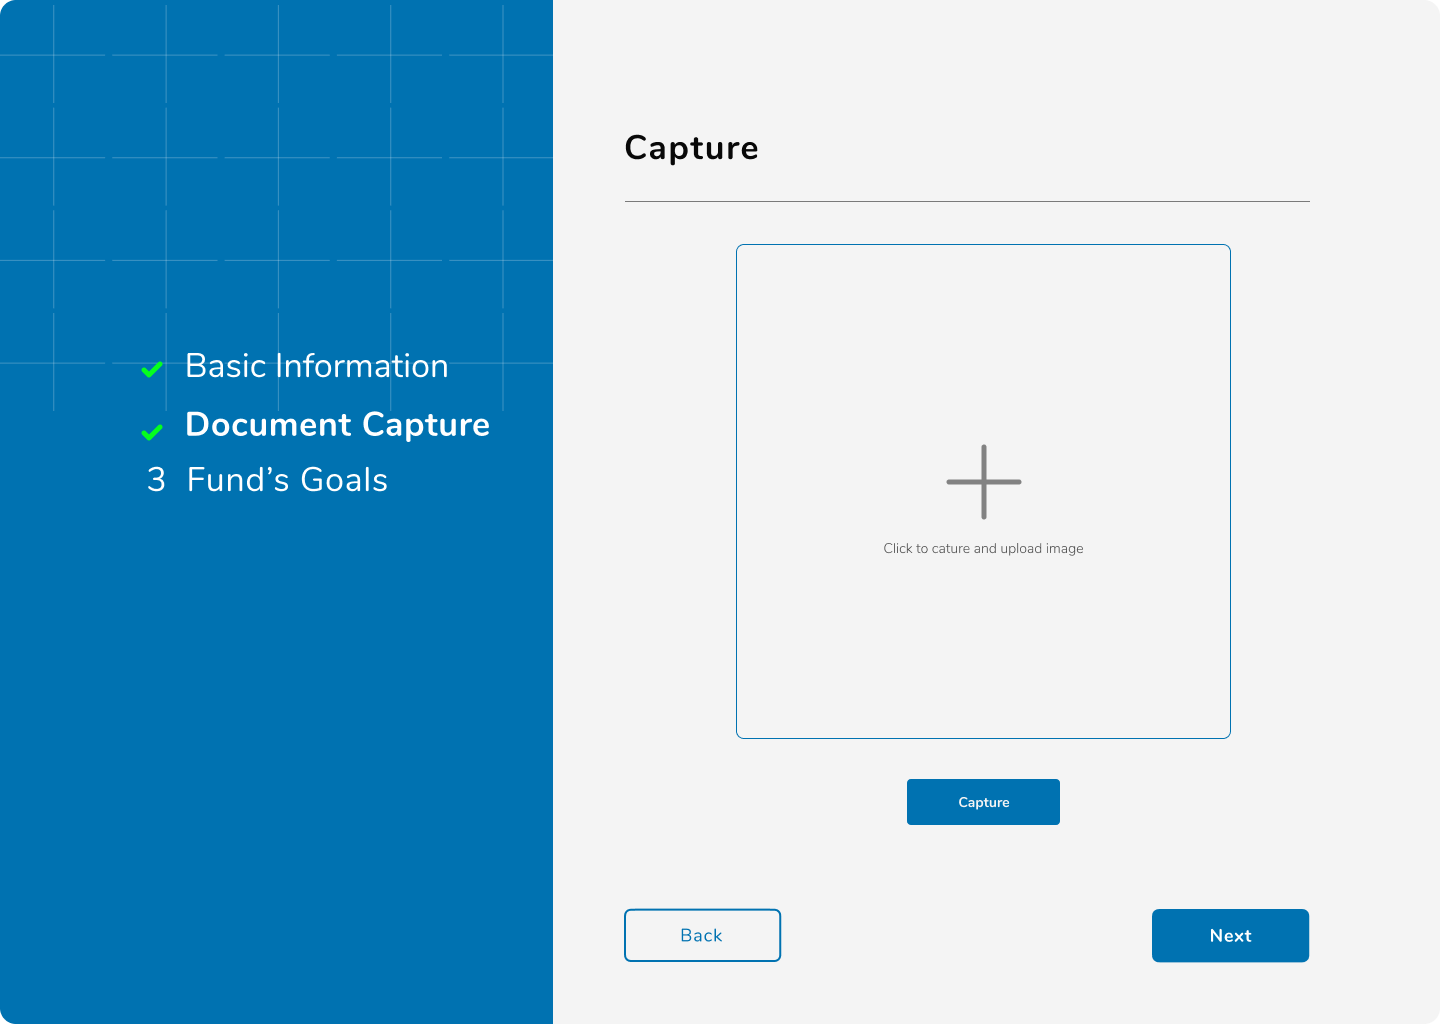 Basic Information
Document Capture
3 Fund’s Goals
Capture
Click to cature and upload image
Capture
Back
Next